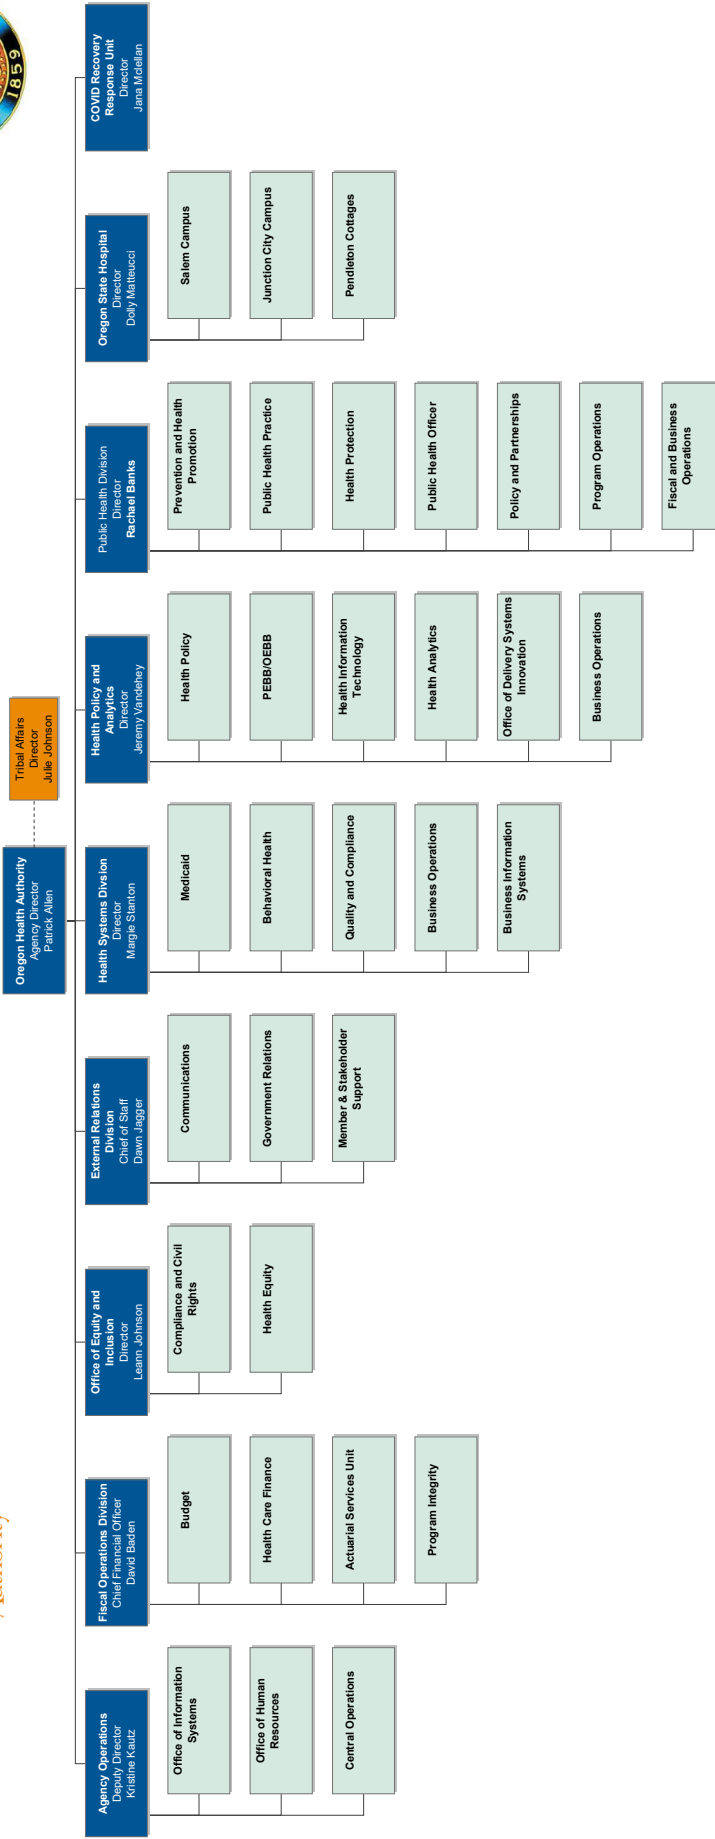 Authority
1859
Oregon Health Authority
Agency Director
Patrick Allen
Tribal Affairs
Director
Julie Johnson
Agency Operations
Deputy Director
Kristine Kautz
Office of Information
Systems
Office of Human
Resources
Central Operations
Fiscal Operations Division
Chief Financial Officer
David Baden
Budget
Health Care Finance
Actuarial Services Unit
Program Integrity
Office of Equity and
Inclusion
Director
Leann Johnson
Compliance and Civil
Rights
Health Equity
External Relations
Division
Chief of Staff
Dawn Jagger
Communications
Government Relations
Member & Stakeholder
Support
Health Systems Divsion
Director
Margie Stanton
Medicaid
Behavioral Health
Quality and Compliance
Business Operations
Business Information
Systems
Health Policy and
Analytics
Director
Jeremy Vandehey
Health Policy
PEBB/OEBB
Health Information
Technology
Health Analytics
Office of Delivery Systems
Innovation
Business Operations
Public Health Division
Director
Rachael Banks
Prevention and Health
Promotion
Public Health Practice
Health Protection
Public Health Officer
Policy and Partnerships
Program Operations
Fiscal and Business
Operations
Oregon State Hospital
Director
Dolly Matteucci
Salem Campus
Junction City Campus
Pendleton Cottages
COVID Recovery
Response Unit
Director
Jana Mclellan